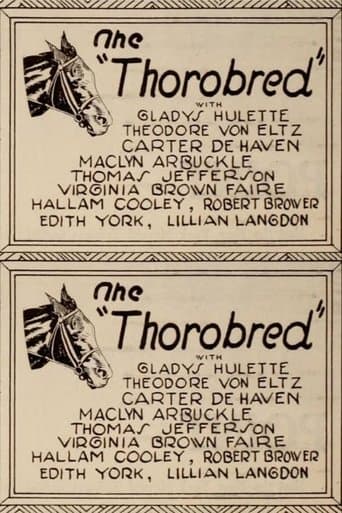 The
"Thorobred"
WITH
GLADYS HULETTE
THEODORE VON ELTZ
CARTER DE HAVEN
MACLYN ARBUCKLE
THOMAS JEFFERSON
VIRGINIA BROWN FAIRE
HALLAM COOLEY, ROBERT BROWER
EDITH YORK, LILLIAN LANGDON
The
"Thorobred"
WITH
GLADYS HULETTE
THEODORE VON ELTZ
CARTER DE HAVEN
MACLYN ARBUCKLE
THOMAS JEFFERSON
VIRGINIA BROWN FAIRE
HALLAM COOLEY, ROBERT BROWER
EDITH YORK, LILLIAN LANGDON